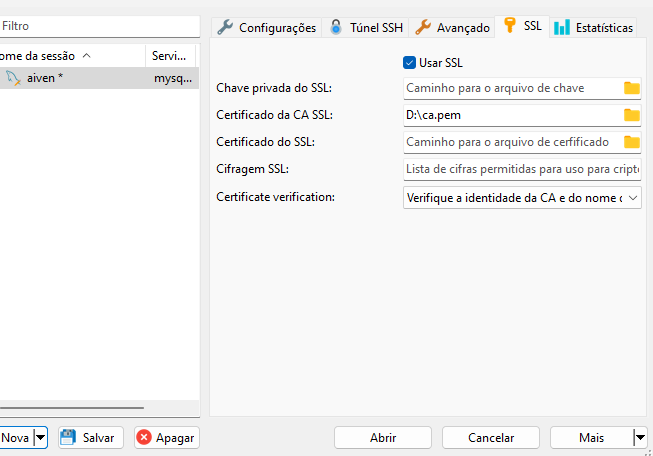 Filtro
ome da sessão
Servi...
aiven *
mysq...
Nova
Salvar
Apagar
Configurações
Túnel SSH
Avançado
SSL
Estatísticas
Usar SSL
Chave privada do SSL:
Caminho para o arquivo de chave
Certificado da CA SSL:
D:\ca.pem
Certificado do SSL:
Caminho para o arquivo de cerfificado
Cifragem SSL:
Lista de cifras permitidas para uso para cript
Certificate verification:
Verifique a identidade da CA e do nome
Abrir
Cancelar
Mais